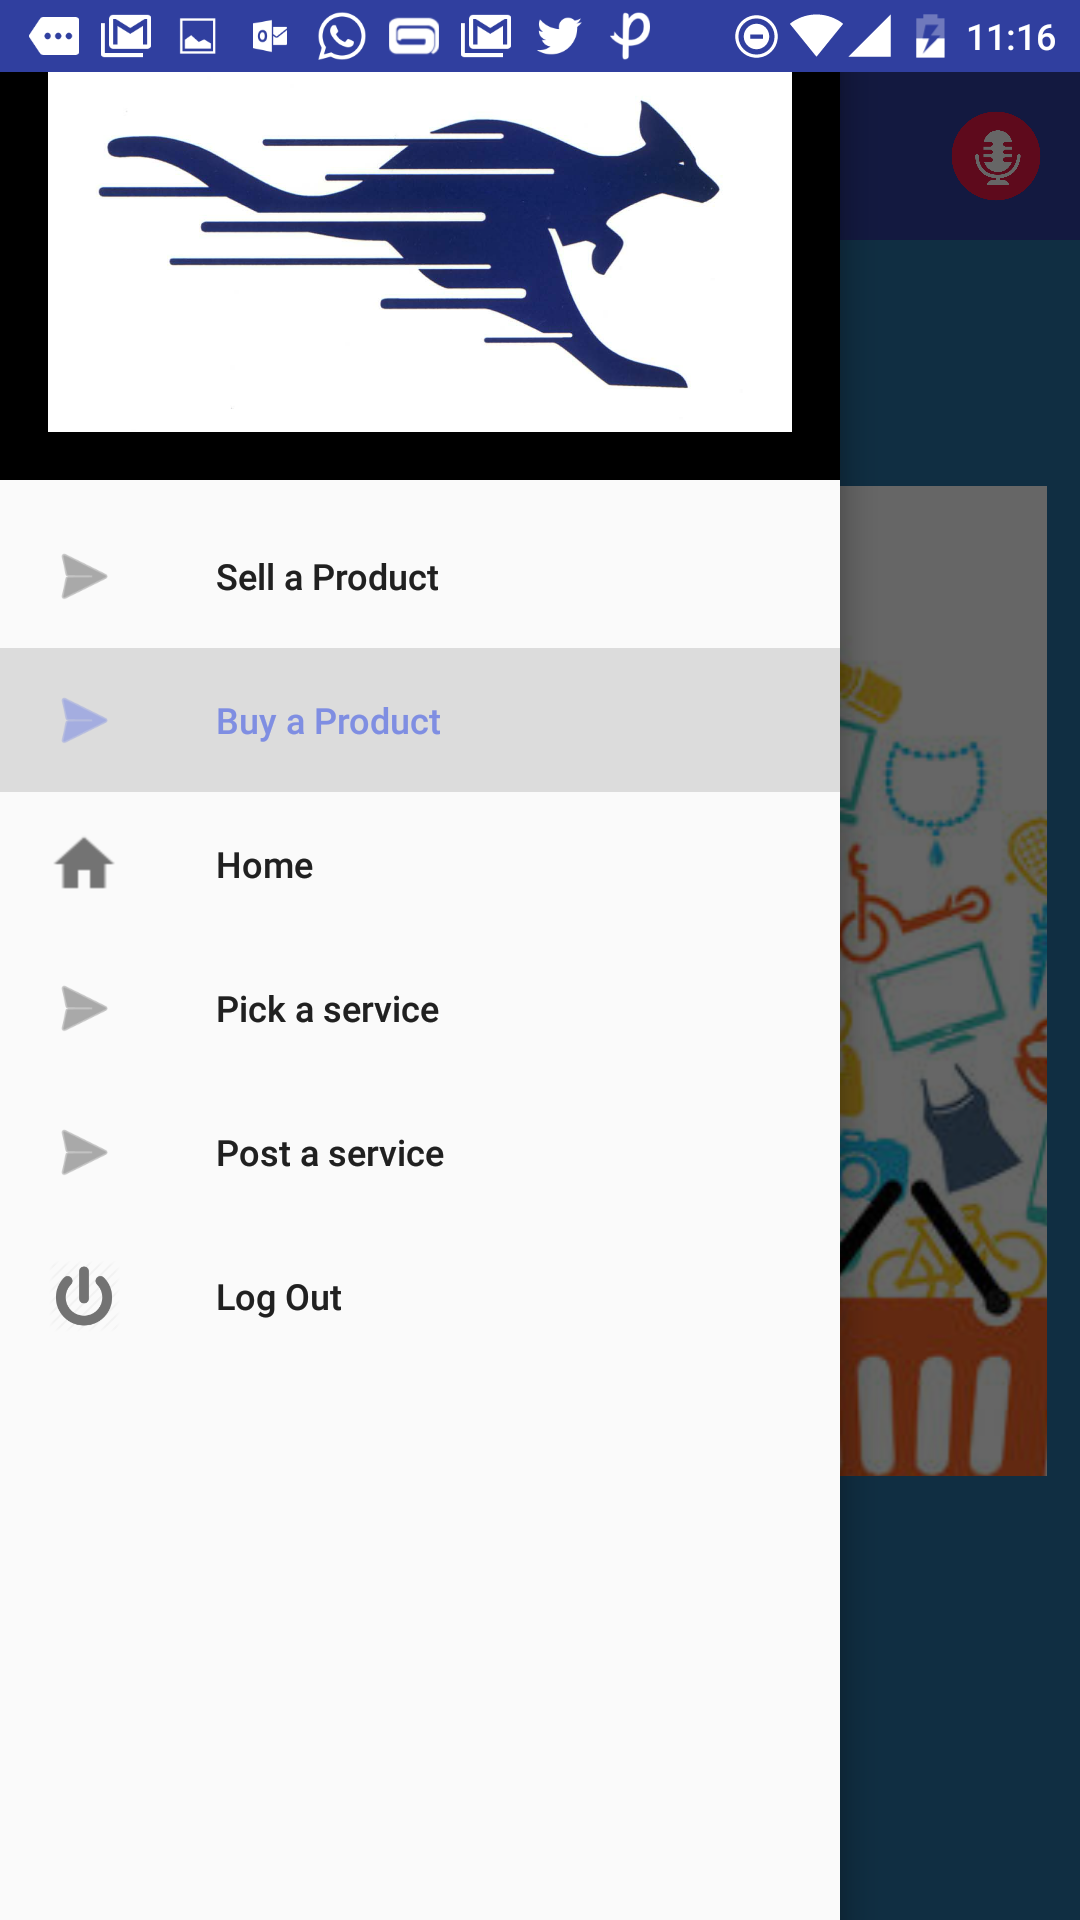 11:16
Sell a Product
Buy a Product
Home
Pick a service
Post a service
Log Out